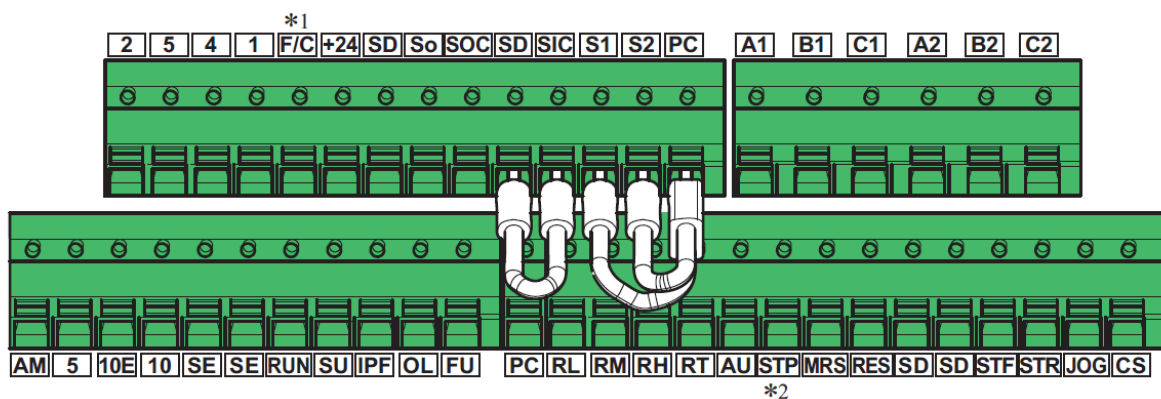 *1
2 5 4 1 F/C +24 SD So SOC SD SIC S1 S2 PC A1 B1 C1 A2 B2 C2
AM 5 10E 10 SE SE RUN SU IPF OL FU PC RL RM RH RT AU STP MRS RES SD SD STF STR JOG CS
*2